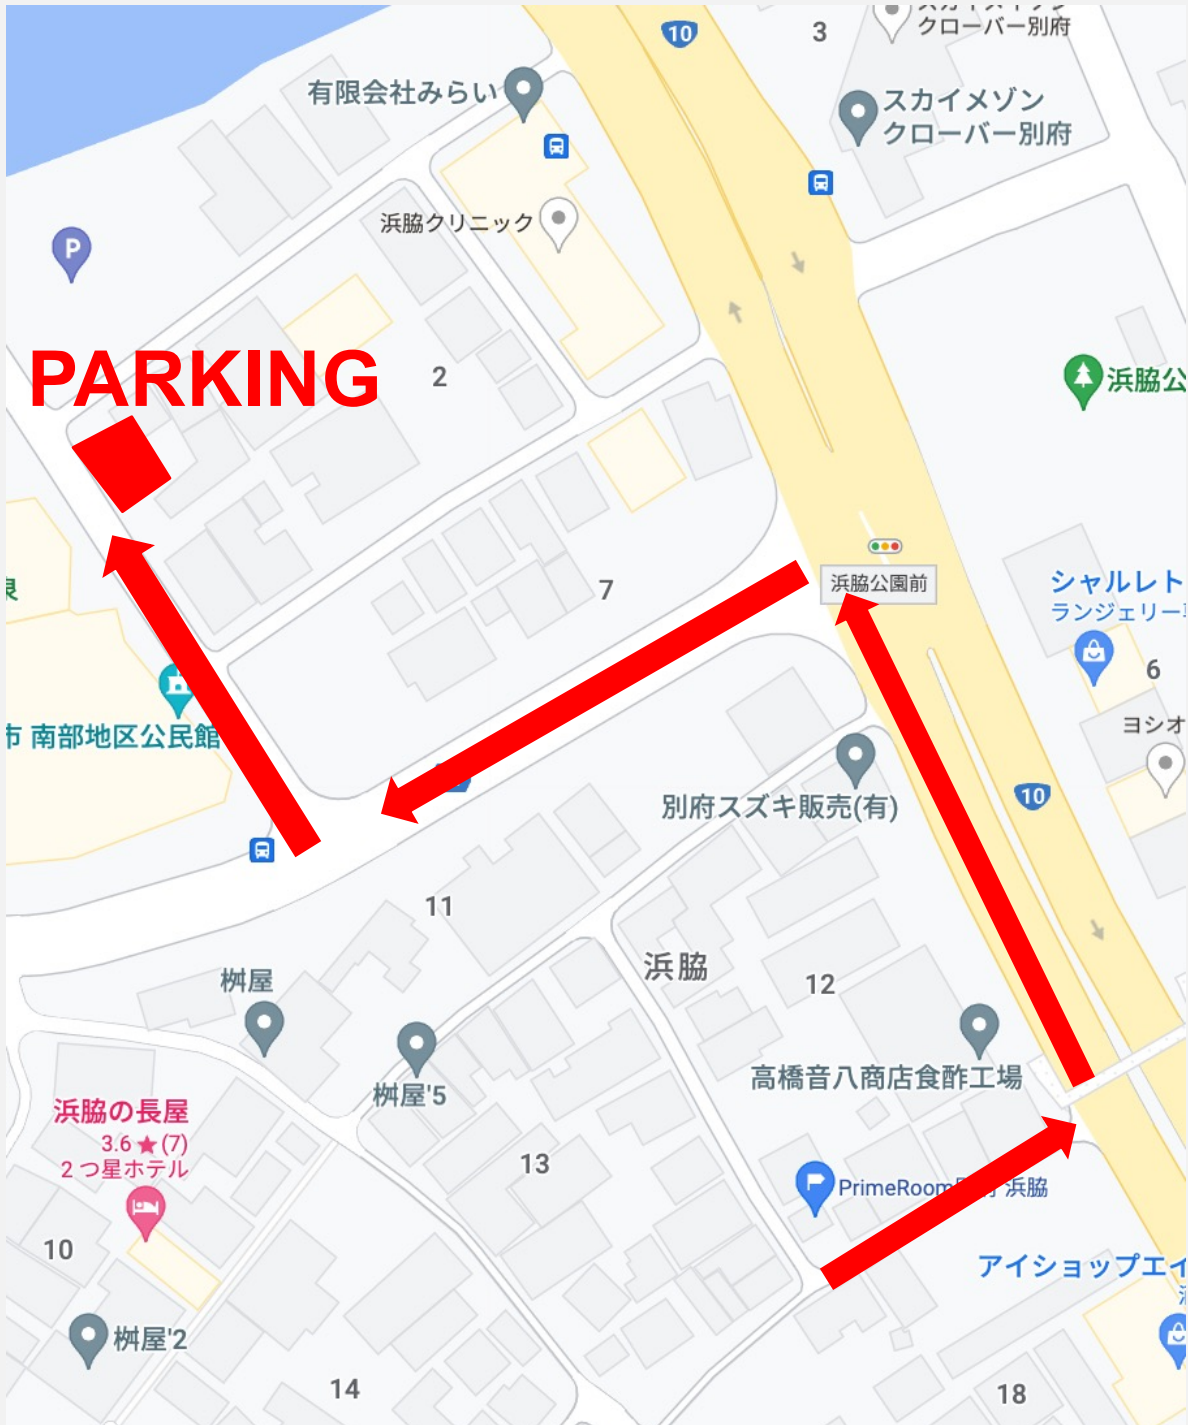 10
3
クローバー別府
有限会社みらい
スカイメゾン
クローバー別府
浜脇クリニック
P
PARKING
2
浜脇公
7
浜脇公園前
泉
シャルレト
ランジェリー
6
市 南部地区公民館
ヨシオ
別府スズキ販売(有)
10
11
浜脇
12
桝屋
高橋音八商店食酢工場
桝屋'5
浜脇の長屋
3.6 ★ (7)
2 つ星ホテル
13
PrimeRoom 浜脇
10
アイショップエイ
桝屋'2
14
18